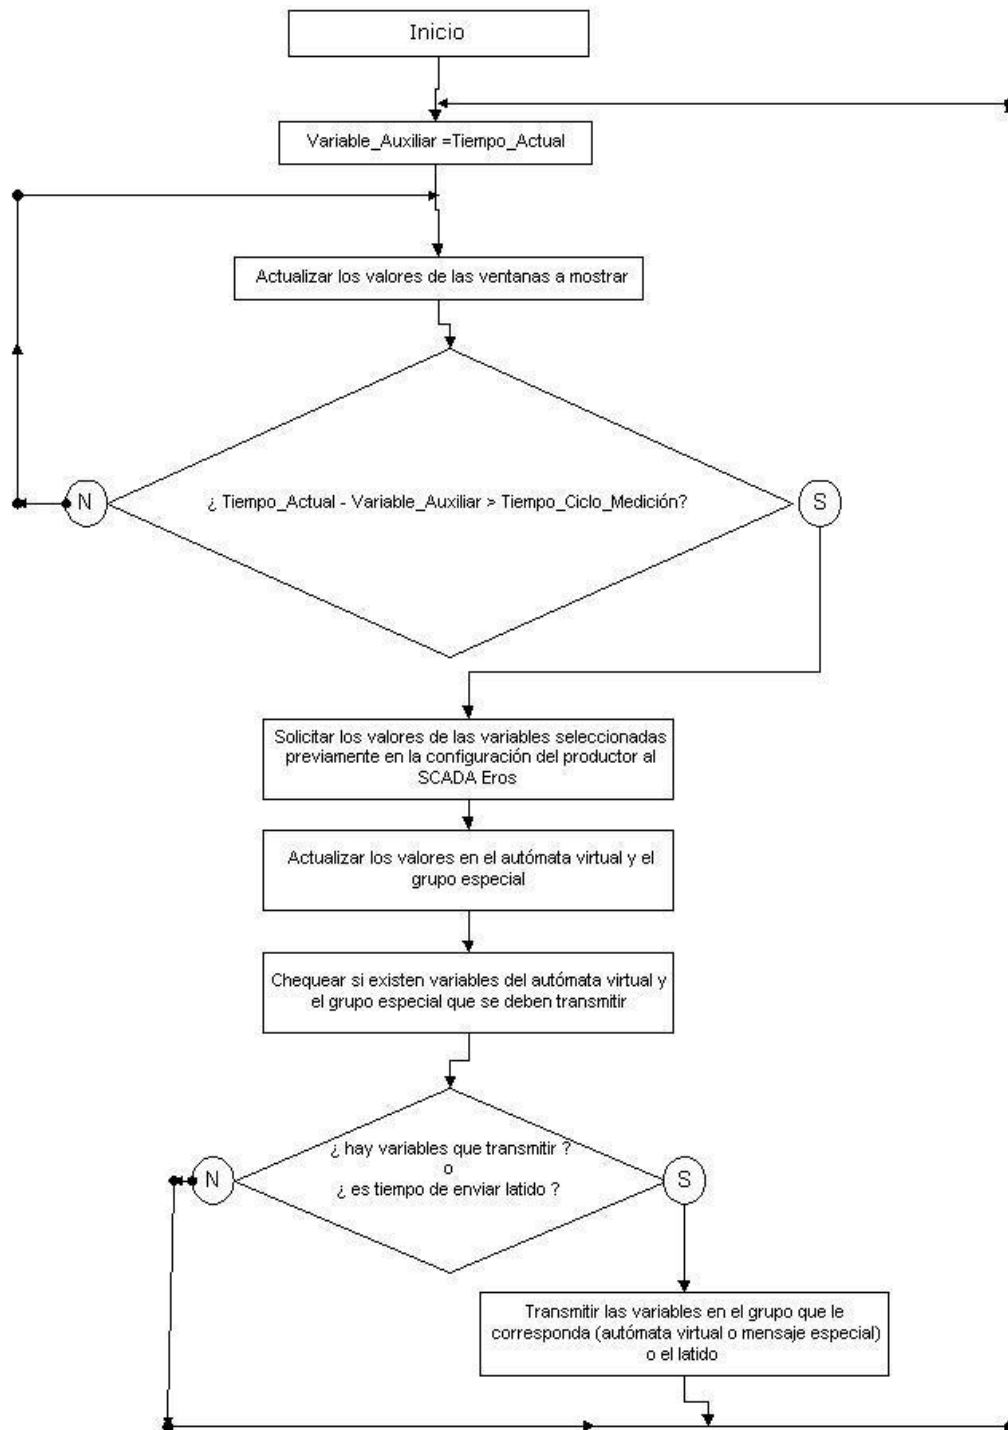 Inicio
Variable_Auxiliar =Tiempo_Actual
Actualizar los valores de las ventanas a mostrar
N
¿ Tiempo_Actual - Variable_Auxiliar > Tiempo_Ciclo_Medición?
S
Solicitar los valores de las variables seleccionadas
previamente en la configuración del productor al
SCADA Eros
Actualizar los valores en el autómata virtual y el
grupo especial
Chequear si existen variables del autómata virtual y
el grupo especial que se deben transmitir
¿ hay variables que transmitir ?
o
¿ es tiempo de enviar latido ?
N
S
Transmitir las variables en el grupo que le
corresponda (autómata virtual o mensaje especial)
o el latido